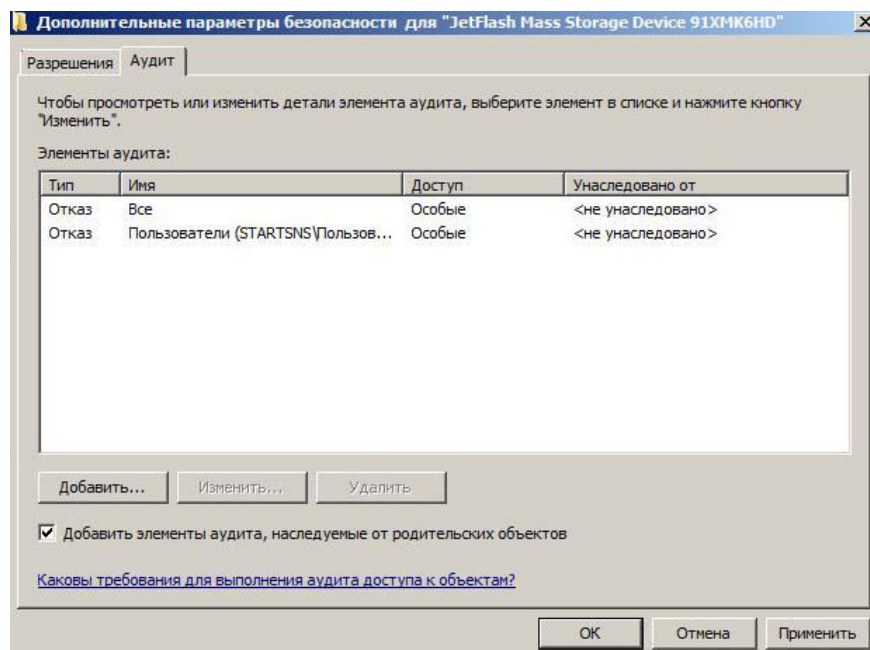 Дополнительные параметры безопасности для "JetFlash Mass Storage Device 91XMK6HD"
Разрешения Аудит
Чтобы просмотреть или изменить детали элемента аудита, выберите элемент в списке и нажмите кнопку
"Изменить".
Элементы аудита:
Тип Имя Доступ Унаследовано от
Отказ Все Особые <не унаследовано>
Отказ Пользователи (STARTSNS\Пользов... Особые <не унаследовано>
Добавить... Изменить... Удалить
Добавить элементы аудита, наследуемые от родительских объектов
Каковы требования для выполнения аудита доступа к объектам?
ОК Отмена Применить